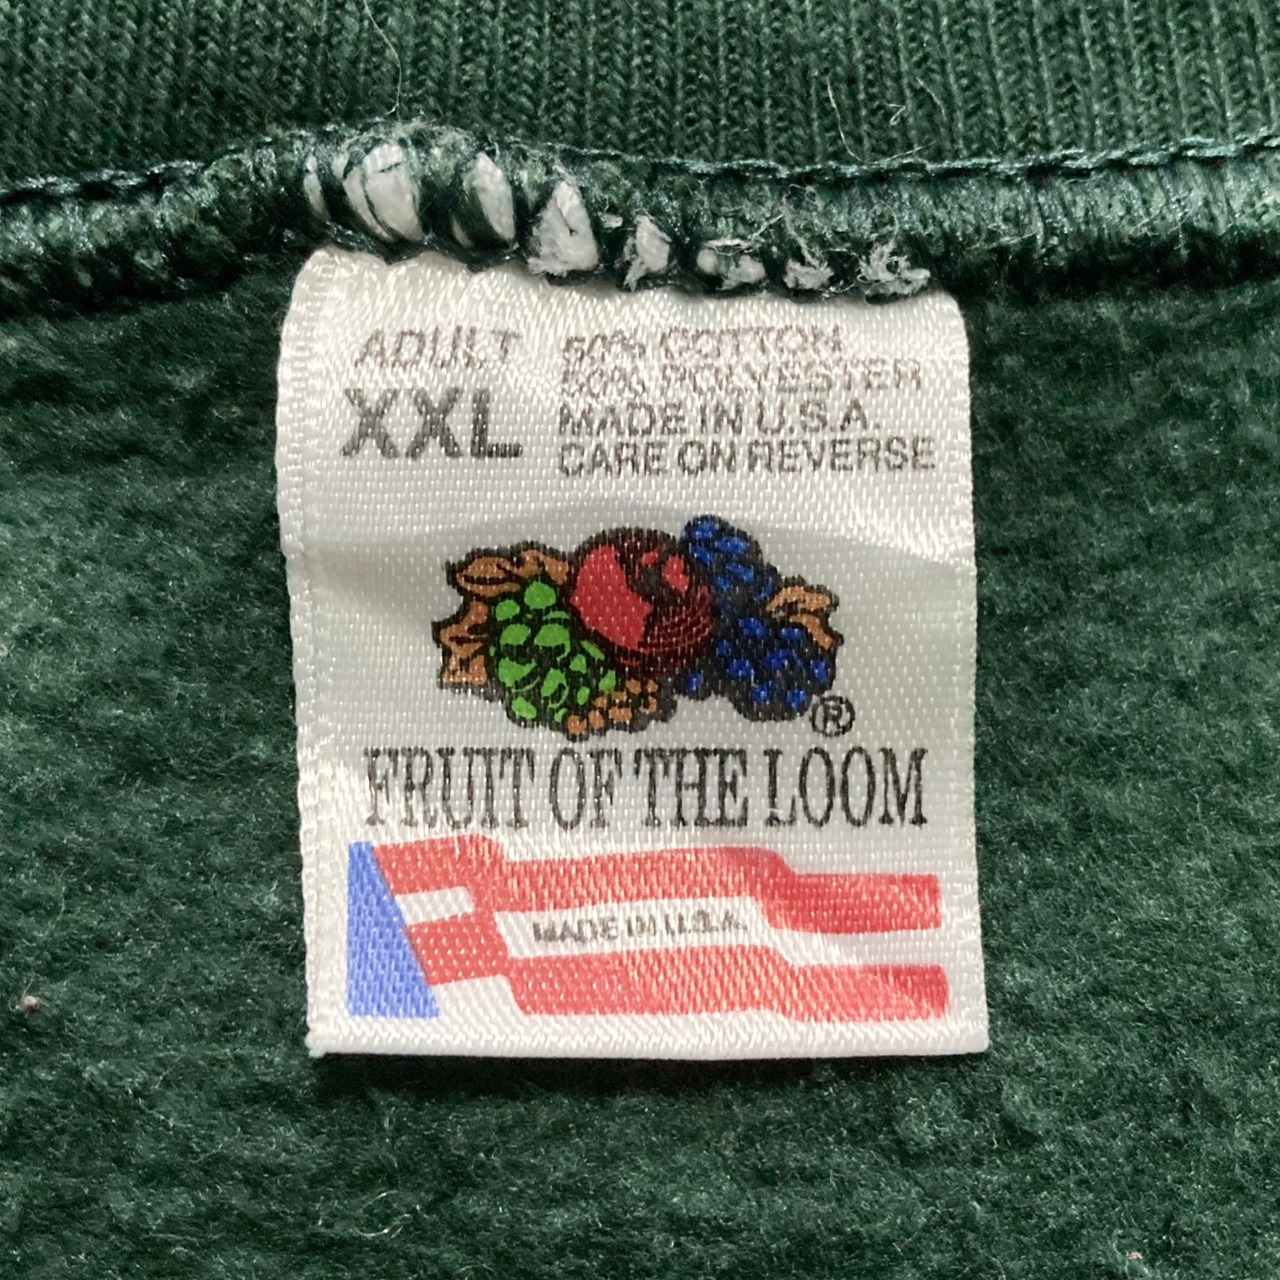 ADULT
XXL
50% COTTON
50% POLYESTER
MADE IN U.S.A.
CARE ON REVERSE
®
FRUIT OF THE LOOM
MADE IN U.S.A.